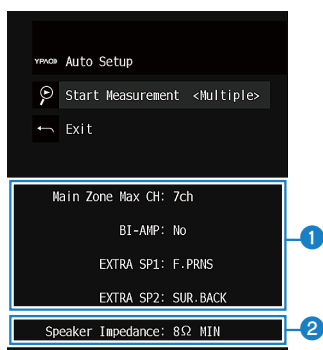 YPAO Auto Setup
Start Measurement <Multiple>
Exit
Main Zone Max CH: 7ch
BI-AMP: No
EXTRA SP1: F.PRNS
EXTRA SP2: SUR.BACK
1
Speaker Impedance: 8Ω MIN
2